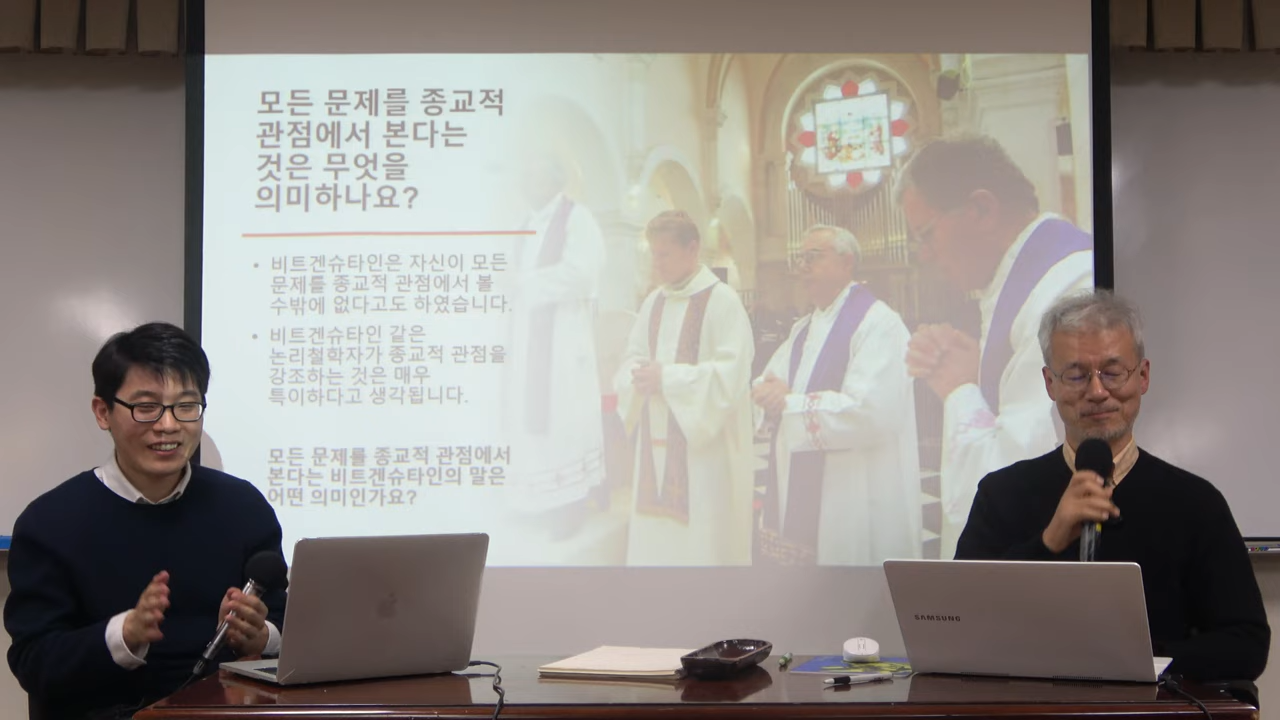 모든 문제를 종교적
관점에서 본다는
것은 무엇을
의미하나요?
• 비트겐슈타인은 자신이 모든
문제를 종교적 관점에서 볼
수밖에 없다고도 하였습니다.
• 비트겐슈타인 같은
논리철학자가 종교적 관점을
강조하는 것은 매우
특이하다고 생각됩니다.
모든 문제를 종교적 관점에서
본다는 비트겐슈타인의 말은
어떤 의미인가요?
SAMSUNG